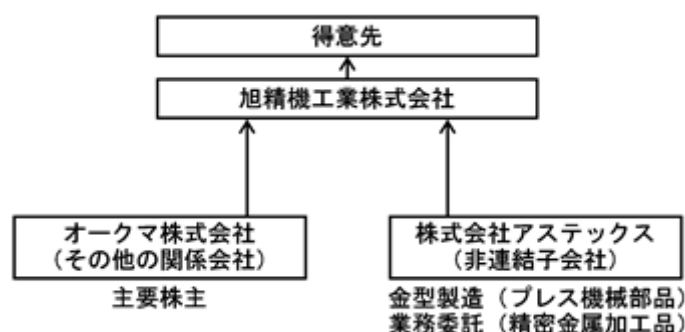 得意先
旭精機工業株式会社
オークマ株式会社
（その他の関係会社）
主要株主
株式会社アステックス
（非連結子会社）
金型製造（プレス機械部品）
業務委託（精密金属加工品）